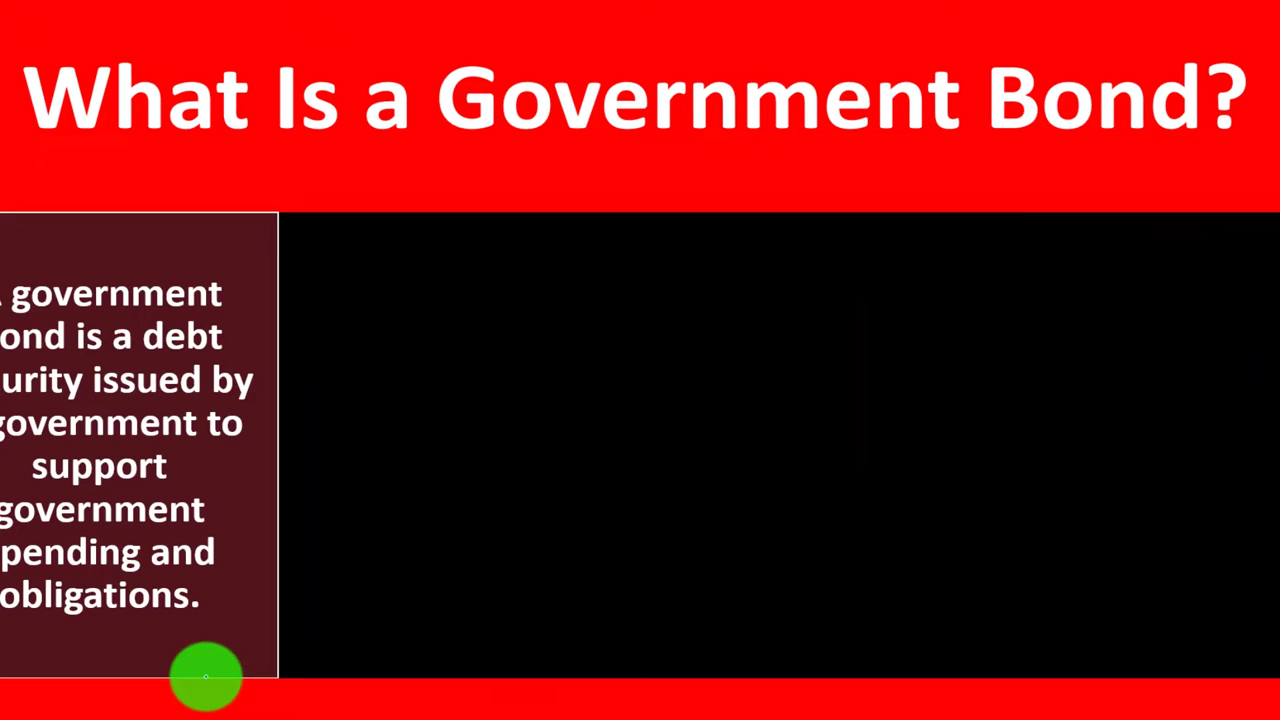 What Is a Government Bond?
government
ond is a debt
urity issued by
government to
support
government
pending and
obligations.